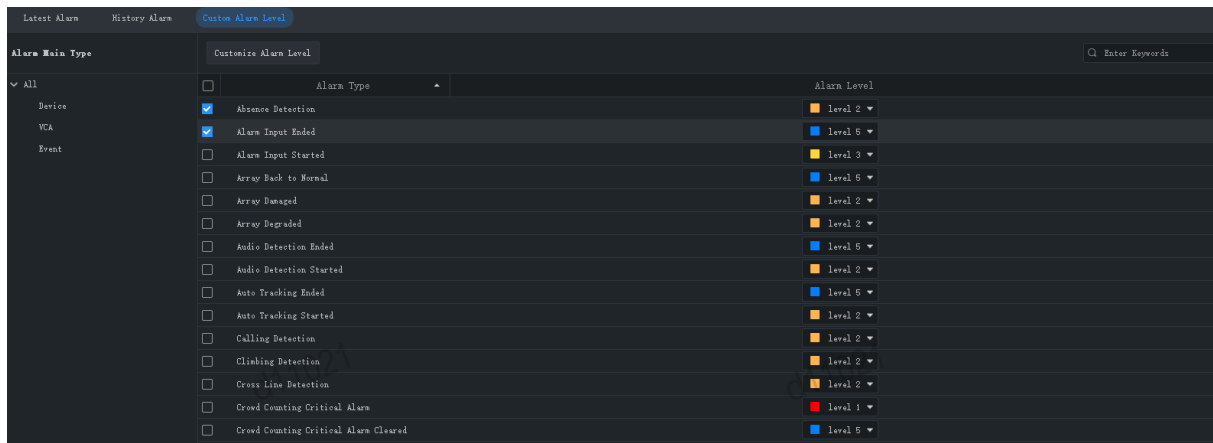 Latest Alarm History Alarm Custom Alarm Level
Alarm Main Type Customize Alarm Level Enter Keywords
All Alarm Type Alarm Level
Device Absence Detection level 2
VCA Alarm Input Ended level 5
Event Alarm Input Started level 3
Array Back to Normal level 5
Array Damaged level 2
Array Degraded level 2
Audio Detection Ended level 5
Audio Detection Started level 2
Auto Tracking Ended level 5
Auto Tracking Started level 2
Calling Detection level 2
Climbing Detection level 2
Cross Line Detection level 2
Crowd Counting Critical Alarm level 1
Crowd Counting Critical Alarm Cleared level 5